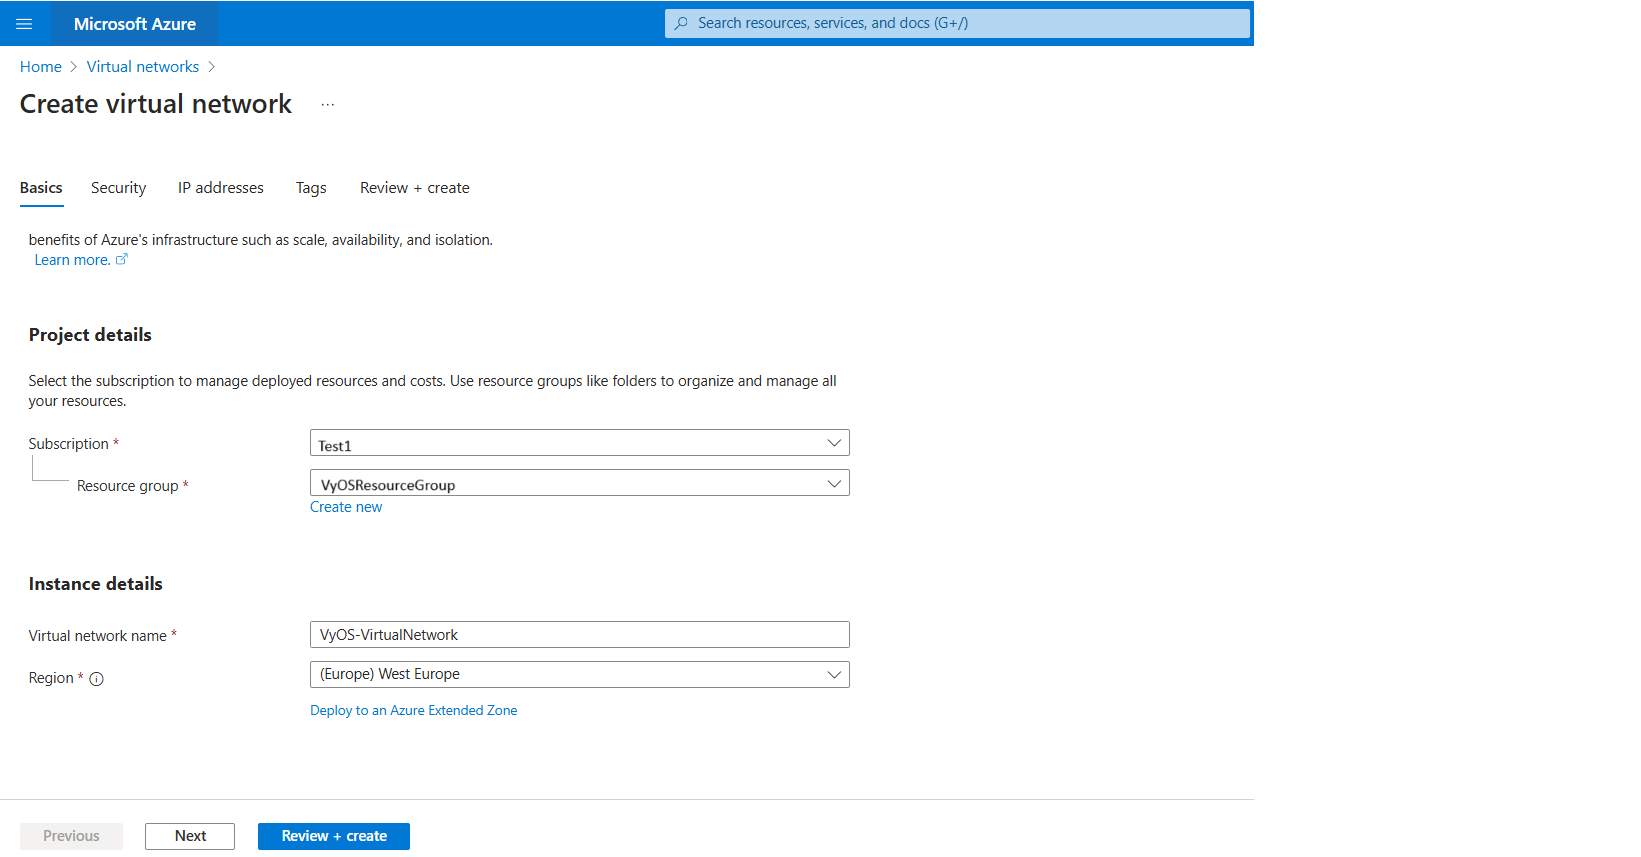 Microsoft Azure
Search resources, services, and docs (G+/)
Home > Virtual networks >
Create virtual network ...
Basics Security IP addresses Tags Review + create
benefits of Azure's infrastructure such as scale, availability, and isolation.
Learn more.
Project details
Select the subscription to manage deployed resources and costs. Use resource groups like folders to organize and manage all
your resources.
Subscription *
Test1
Resource group *
VyOSResourceGroup
Create new
Instance details
Virtual network name *
VyOS-VirtualNetwork
Region *
(Europe) West Europe
Deploy to an Azure Extended Zone
Previous Next Review + create